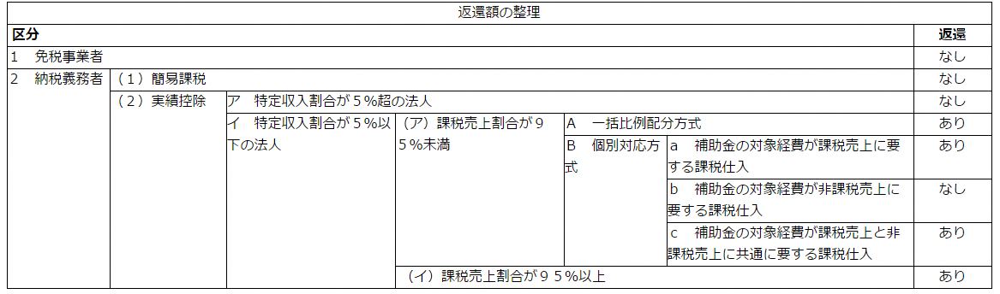 返還額の整理
区分 返還
1　免税事業者 なし
2　納税義務者 （1）簡易課税 なし
（2）実績控除 ア　特定収入割合が５％超の法人 なし
イ　特定収入割合が５％以 （ア）課税売上割合が９ Ａ　一括比例配分方式 あり
下の法人 ５％未満 Ｂ　個別対応方 ａ　補助金の対象経費が課税売上に要 あり
式 する課税仕入
ｂ　補助金の対象経費が非課税売上に なし
要する課税仕入
ｃ　補助金の対象経費が課税売上と非 あり
課税売上に共通に要する課税仕入
（イ）課税売上割合が９５％以上 あり